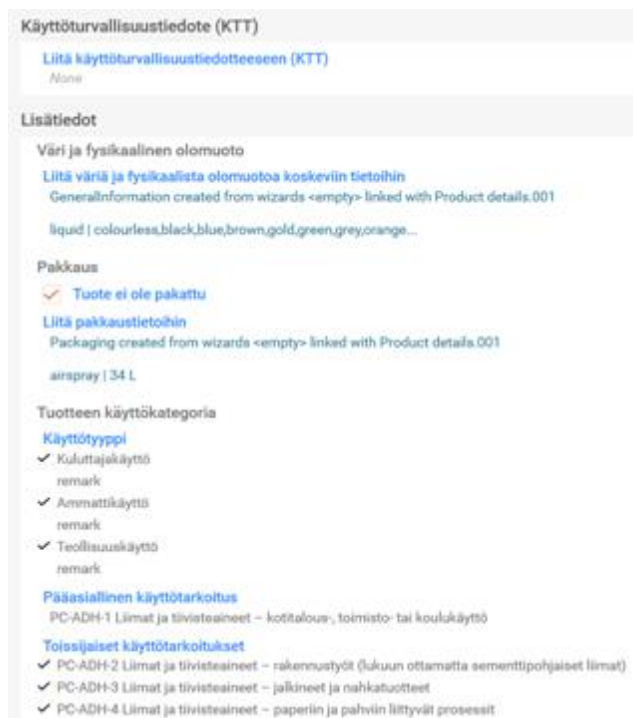 Käyttöturvallisuustiedote (KTT)
Liitä käyttöturvallisuustiedotteeseen (KTT)
None
Lisätiedot
Väri ja fysikaalinen olomuoto
Liitä väriä ja fysikaalista olomuotoa koskeviin tietoihin
GeneralInformation created from wizards <empty> linked with Product details.001
liquid | colourless,black,blue,brown,gold,green,grey,orange...
Pakkaus
Tuote ei ole pakattu
Liitä pakkaustietoihin
Packaging created from wizards <empty> linked with Product details.001
airspray | 34 L
Tuotteen käyttökategoria
Käyttötyyppi
Kuluttajakäyttö
remark
Ammattikäyttö
remark
Teollisuuskäyttö
remark
Pääasiallinen käyttötarkoitus
PC-ADH-1 Liimat ja tiivisteaineet – kotitalous-, toimisto- tai koulukäyttö
Toissijaiset käyttötarkoitukset
PC-ADH-2 Liimat ja tiivisteaineet – rakennustyöt (lukuun ottamatta sementtipohjaiset liimat)
PC-ADH-3 Liimat ja tiivisteaineet – jalkineet ja nahkatuotteet
PC-ADH-4 Liimat ja tiivisteaineet – paperiin ja pahviin liittyvät prosessit